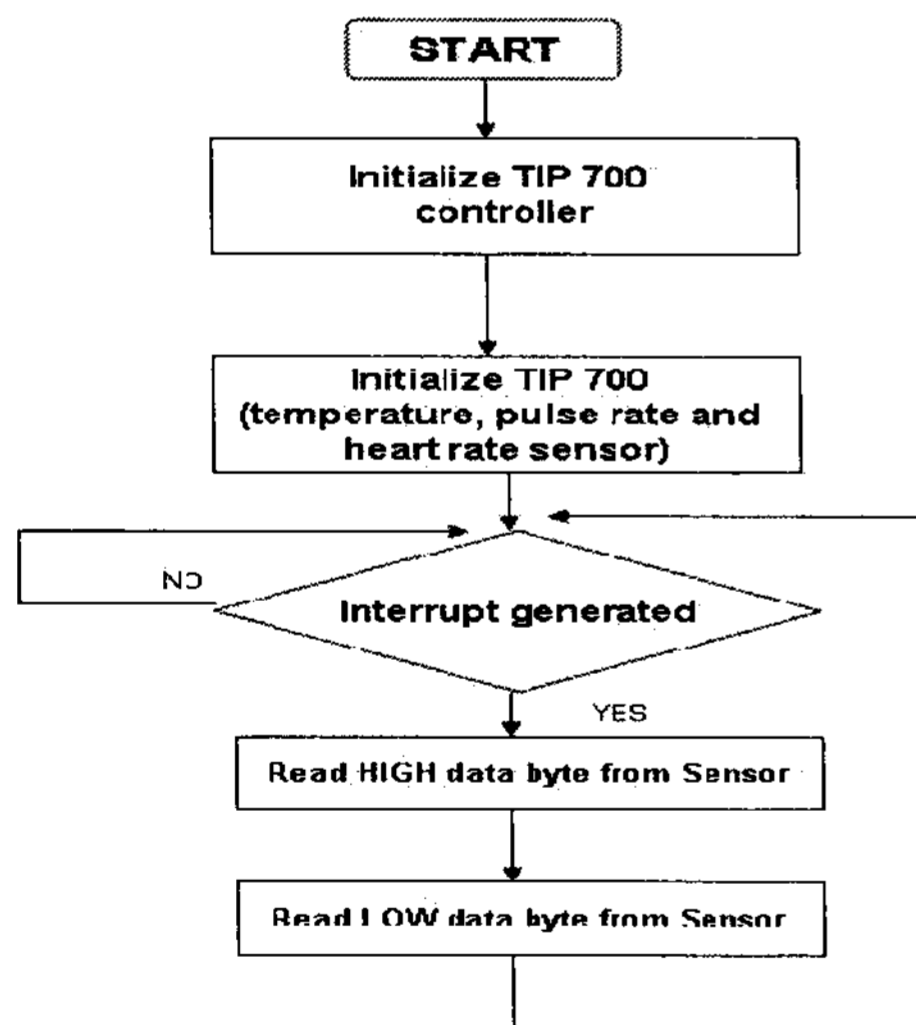 START
Initialize TIP 700
controller
Initialize TIP 700
(temperature, pulse rate and
heart rate sensor)
NO
Interrupt generated
YES
Read HIGH data byte from Sensor
Read LOW data byte from Sensor